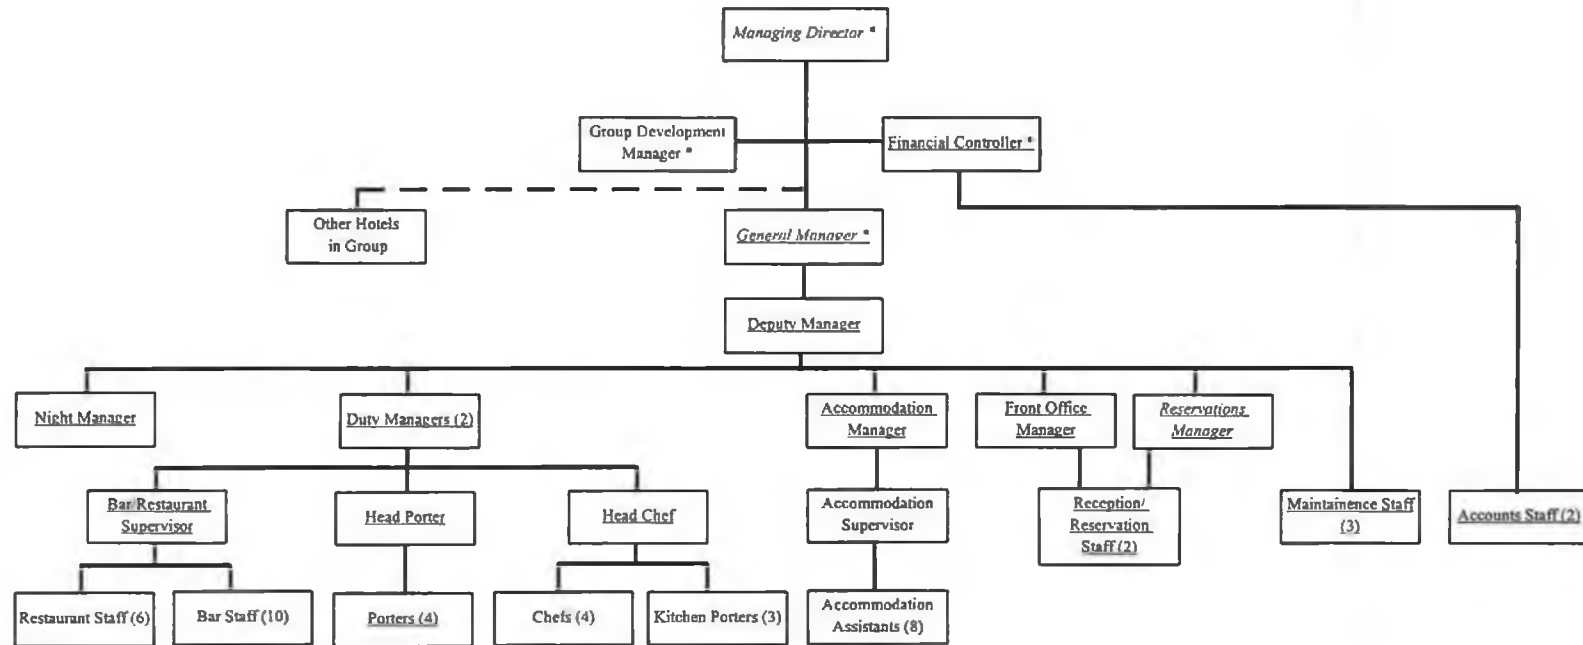 Managing Director *
Group Development
Manager *
Financial Controller *
Other Hotels
in Group
General Manager *
Deputy Manager
Night Manager
Duty Managers (2)
Accommodation
Manager
Front Office
Manager
Reservations
Manager
Bar/Restaurant
Supervisor
Head Porter
Head Chef
Accommodation
Supervisor
Reception/
Reservation
Staff (2)
Maintainence Staff
(3)
Accounts Staff (2)
Restaurant Staff (6)
Bar Staff (10)
Porters (4)
Chefs (4)
Kitchen Porters (3)
Accommodation
Assistants (8)